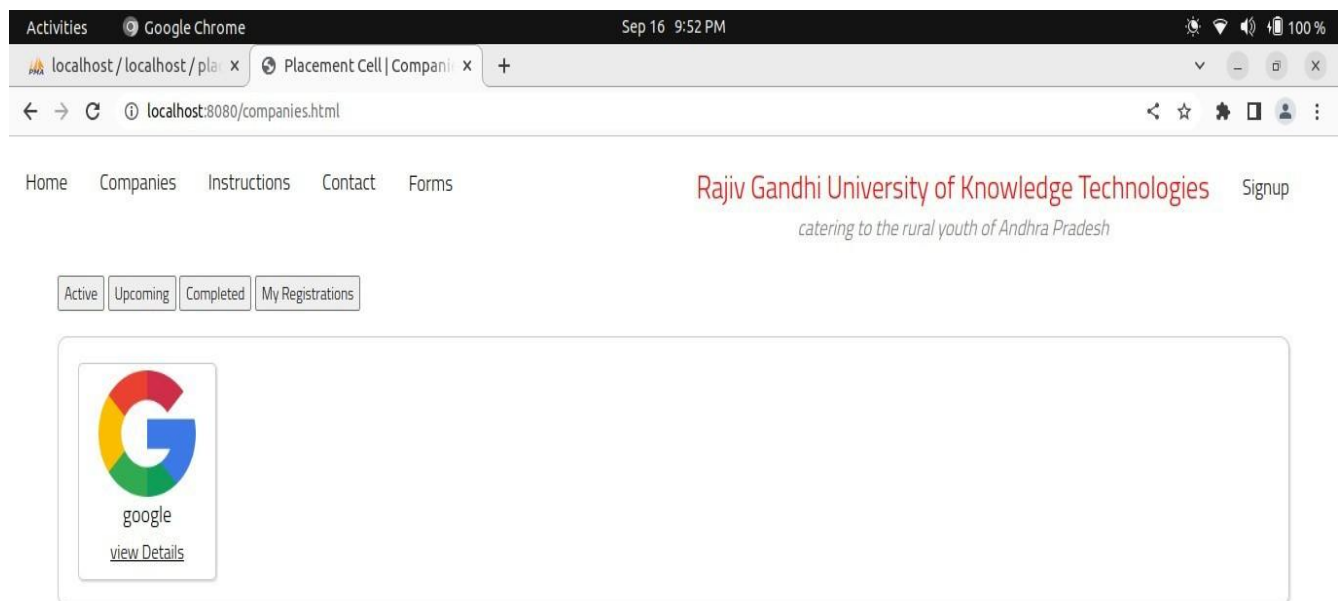 Activities Google Chrome Sep 16 9:52 PM 100 %
PMA localhost / localhost / pla x Placement Cell | Compani x +
localhost:8080/companies.html
Home Companies Instructions Contact Forms Rajiv Gandhi University of Knowledge Technologies Signup
catering to the rural youth of Andhra Pradesh
Active Upcoming Completed My Registrations
google
view Details